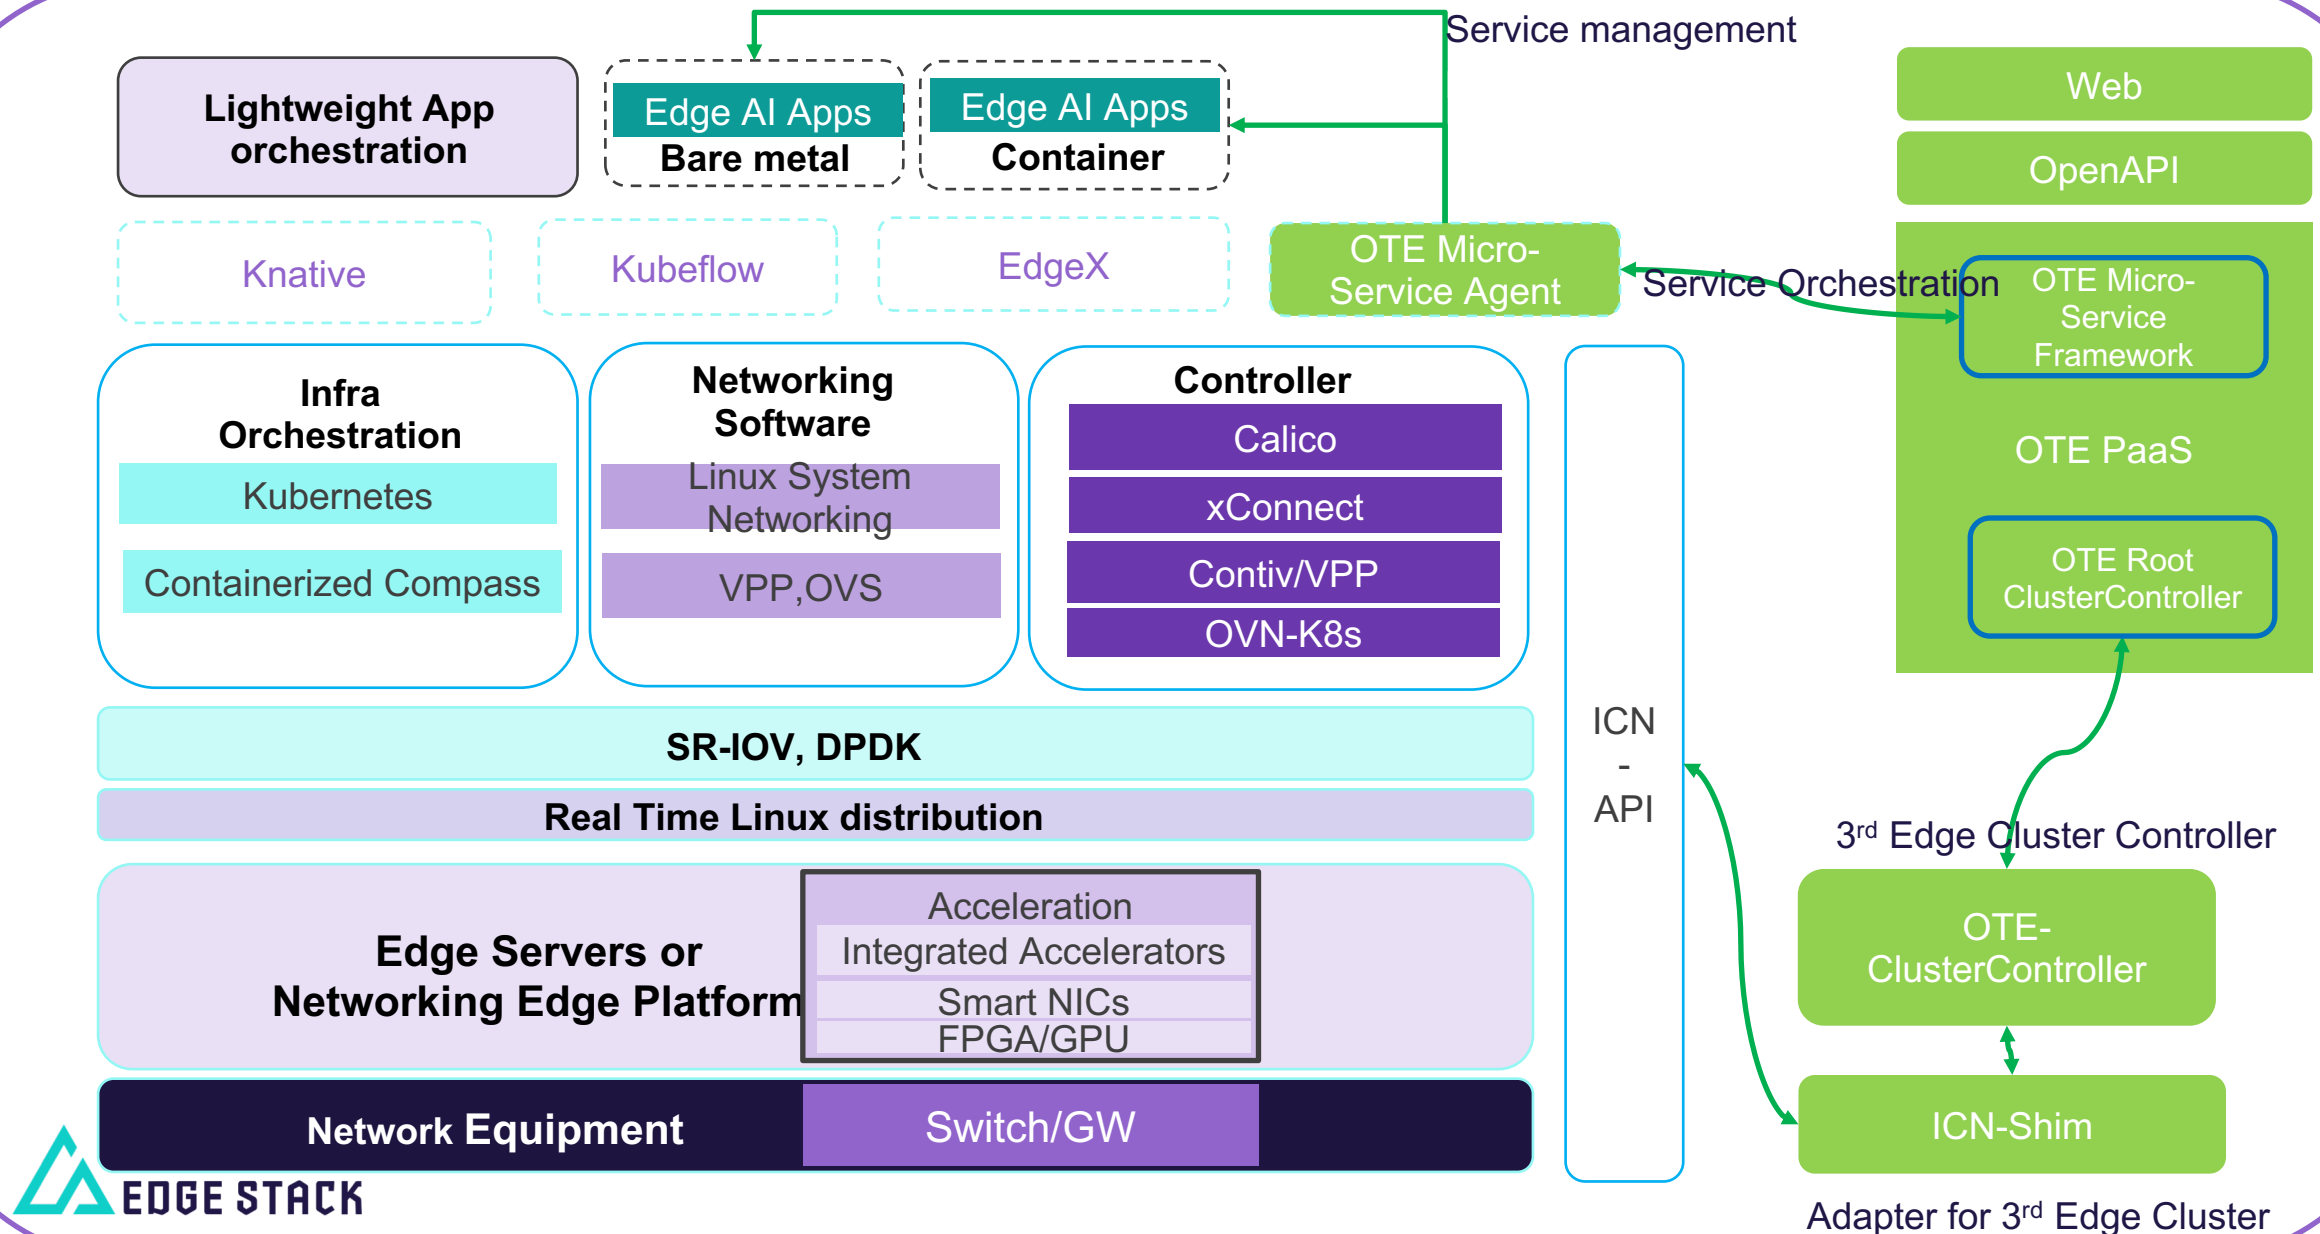 Service management
Lightweight App
orchestration
Edge AI Apps
Bare metal
Edge AI Apps
Container
Web
OpenAPI
Knative
Kubeflow
EdgeX
OTE Micro-
Service Agent
Service Orchestration
OTE Micro-
Service
Framework
OTE PaaS
OTE Root
ClusterController
Infra
Orchestration
Kubernetes
Containerized Compass
Networking
Software
Linux System
Networking
VPP,OVS
Controller
Calico
xConnect
Contiv/VPP
OVN-K8s
ICN
-
API
SR-IOV, DPDK
Real Time Linux distribution
3rd Edge Cluster Controller
Edge Servers or
Networking Edge Platform
Acceleration
Integrated Accelerators
Smart NICs
FPGA/GPU
OTE-
ClusterController
Network Equipment
Switch/GW
ICN-Shim
EDGE STACK
Adapter for 3rd Edge Cluster